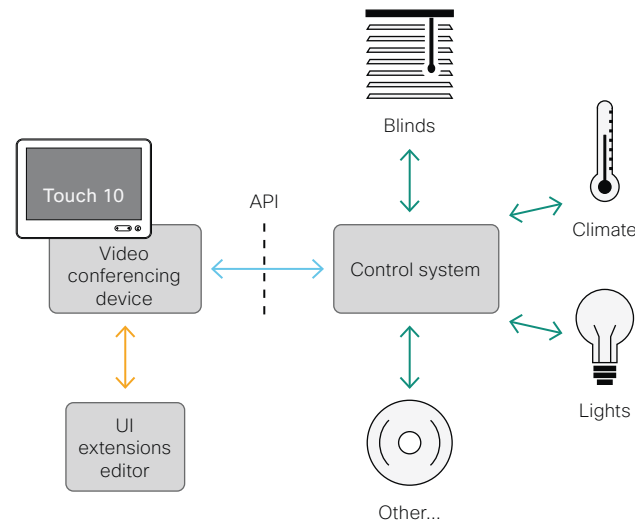 Blinds
Touch 10
API
Climate
Video
conferencing
device
Control system
UI
extensions
editor
Lights
Other...